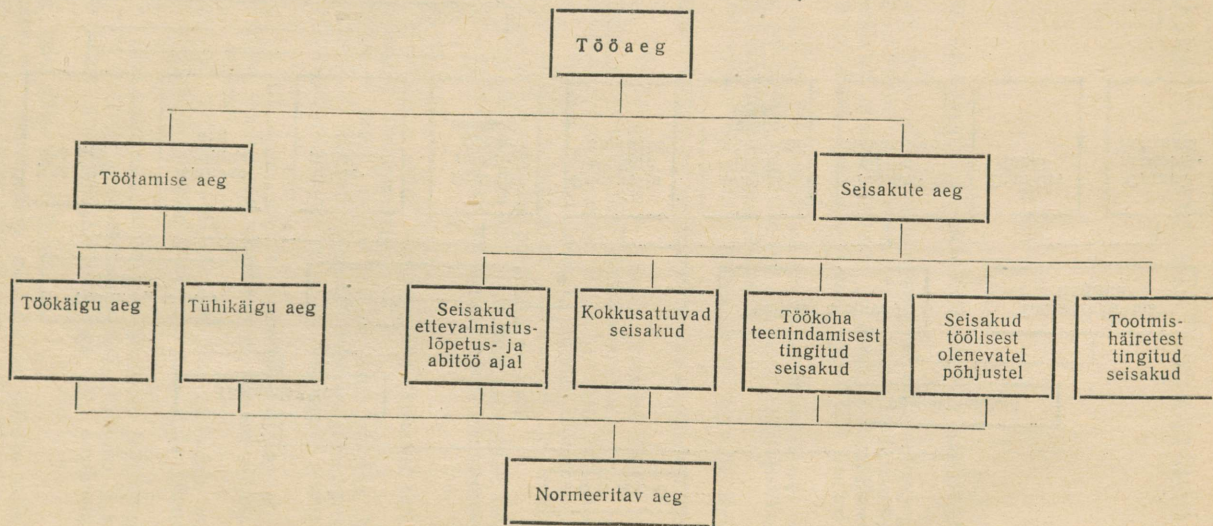 Tööaeg
Töötamise aeg
Seisakute aeg
Töökäigu aeg
Tühikäigu aeg
Seisakud
ettevalmistus-
lõpetus- ja
abitöö ajal
Kokkusattuvad
seisakud
Töökoha
teenindamisest
tingitud
seisakud
Seisakud
töölisest
olenevatel
põhjustel
Tootmis-
häiretest
tingitud
seisakud
Normeeritav aeg